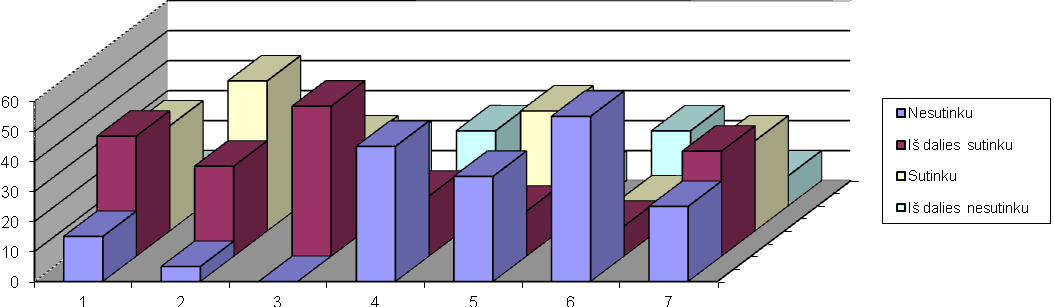 60
50
40
30
20
10
0
1 2 3 4 5 6 7
Nesutinku
Iš dalies sutinku
Sutinku
Iš dalies nesutinku